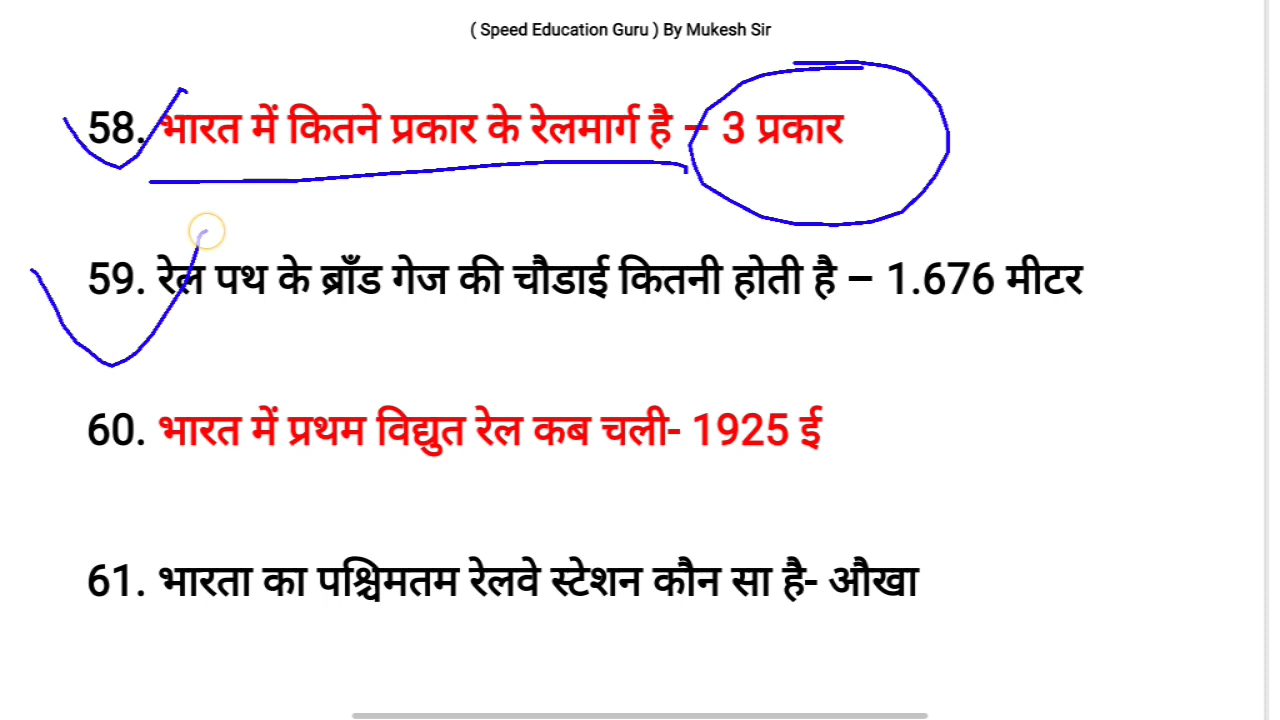 ( Speed Education Guru ) By Mukesh Sir
58. भारत में कितने प्रकार के रेलमार्ग है – 3 प्रकार
59. रेल पथ के ब्रॉंड गेज की चौडाई कितनी होती है – 1.676 मीटर
60. भारत में प्रथम विद्युत रेल कब चली- 1925 ई
61. भारता का पश्चिमतम रेलवे स्टेशन कौन सा है- औखा